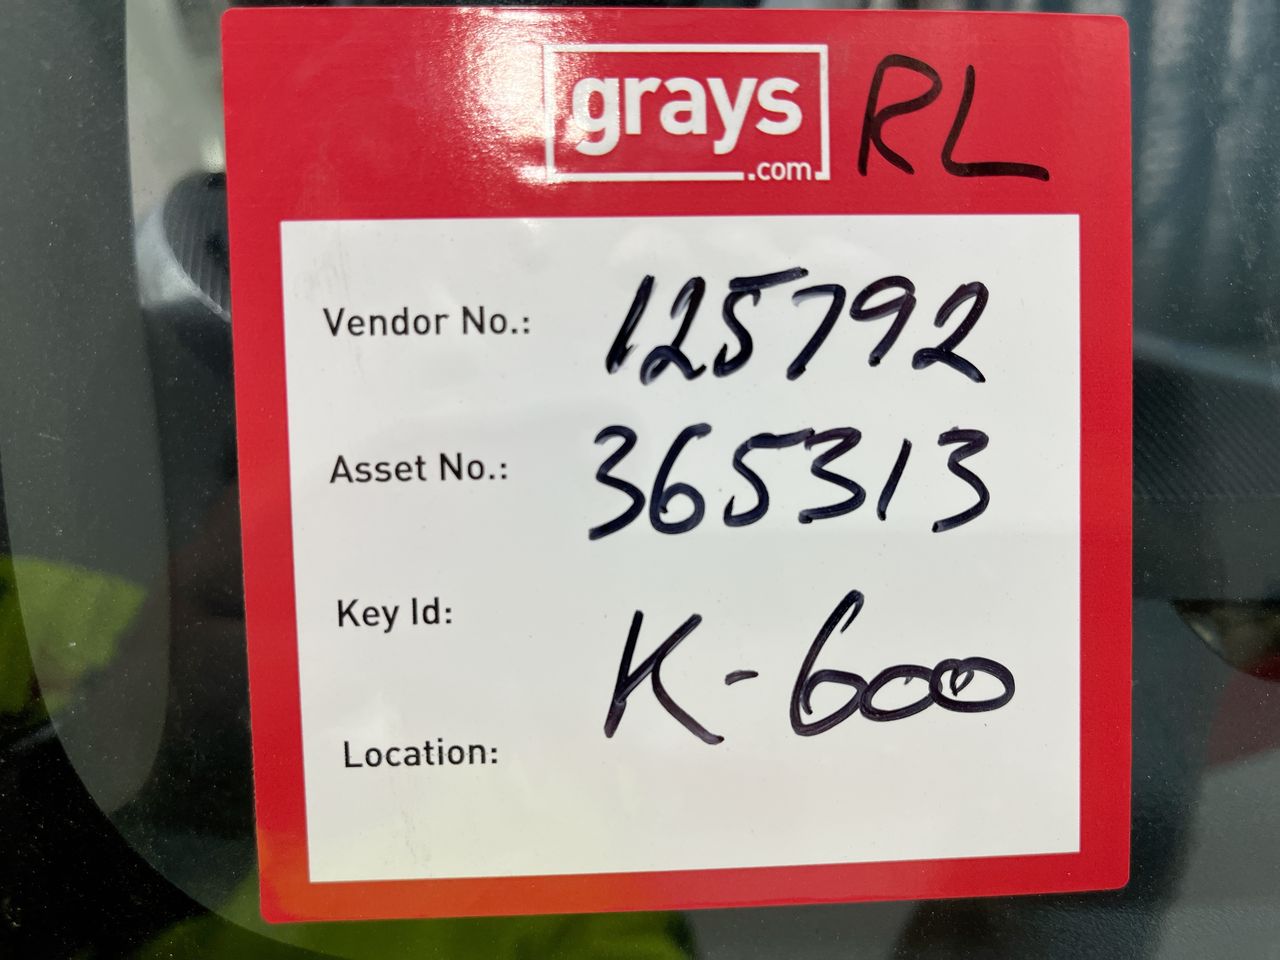 grays RL
.com
Vendor No.: 125792
Asset No.: 365313
Key Id: K-600
Location: